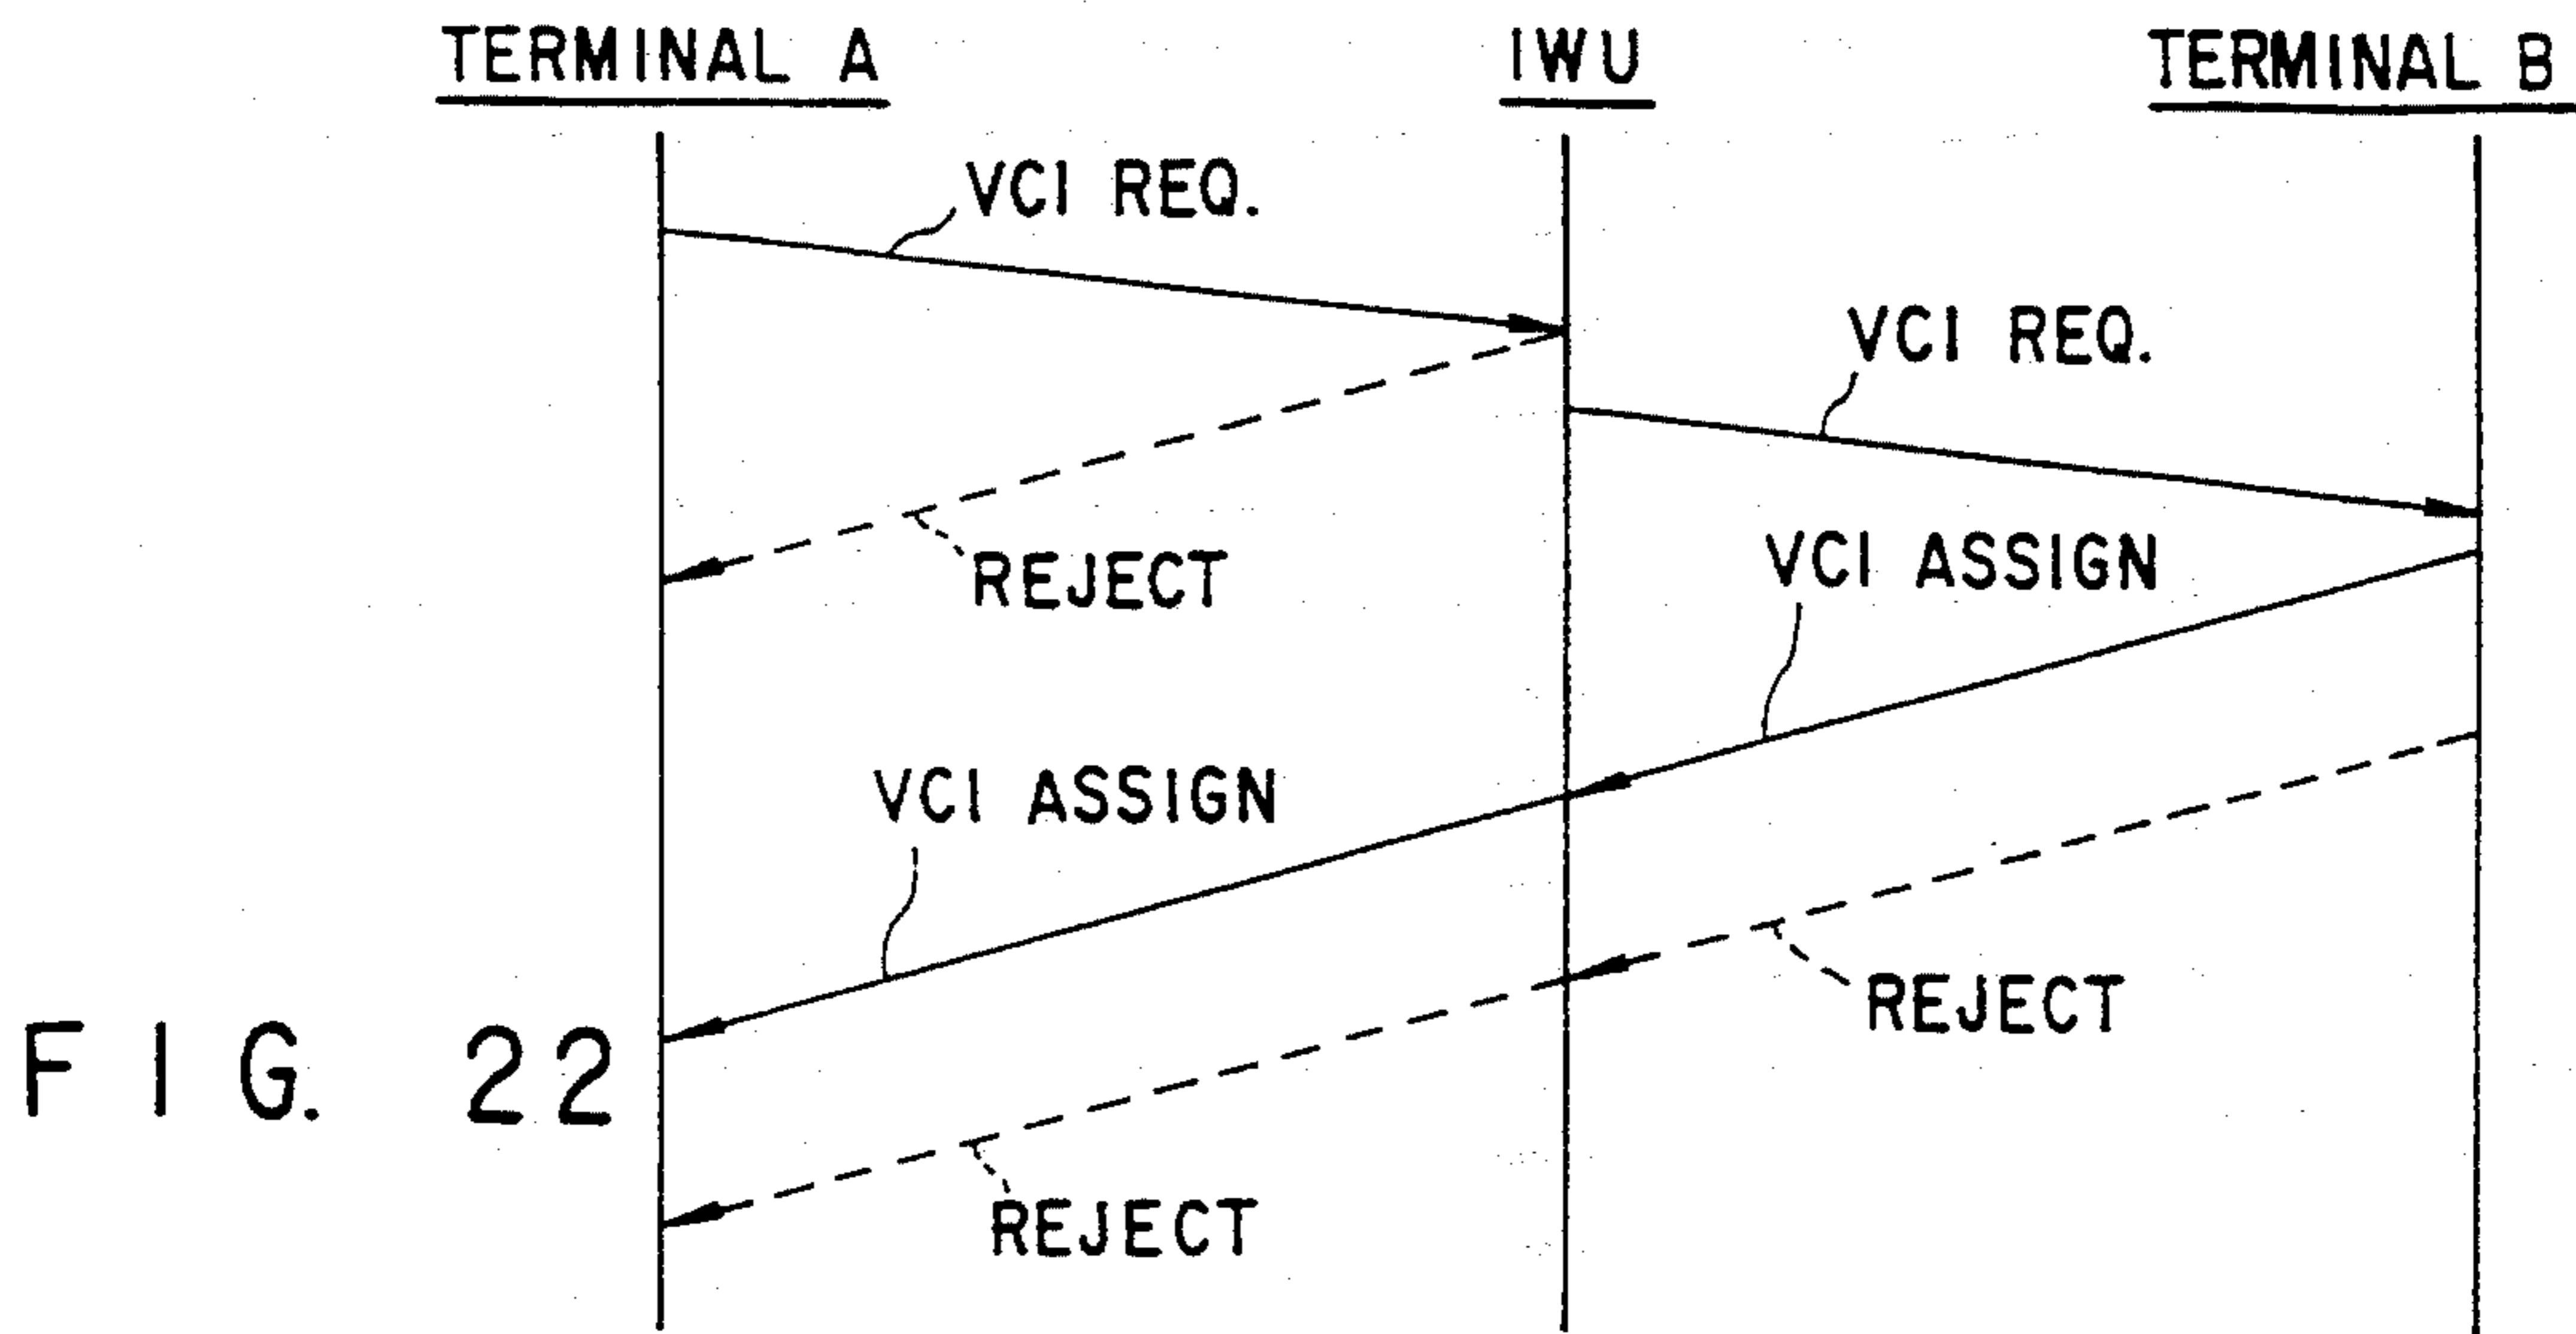 TERMINAL A
IWU
TERMINAL B
VCI REQ.
VCI REQ.
REJECT
VCI ASSIGN
VCI ASSIGN
REJECT
REJECT
FIG. 22